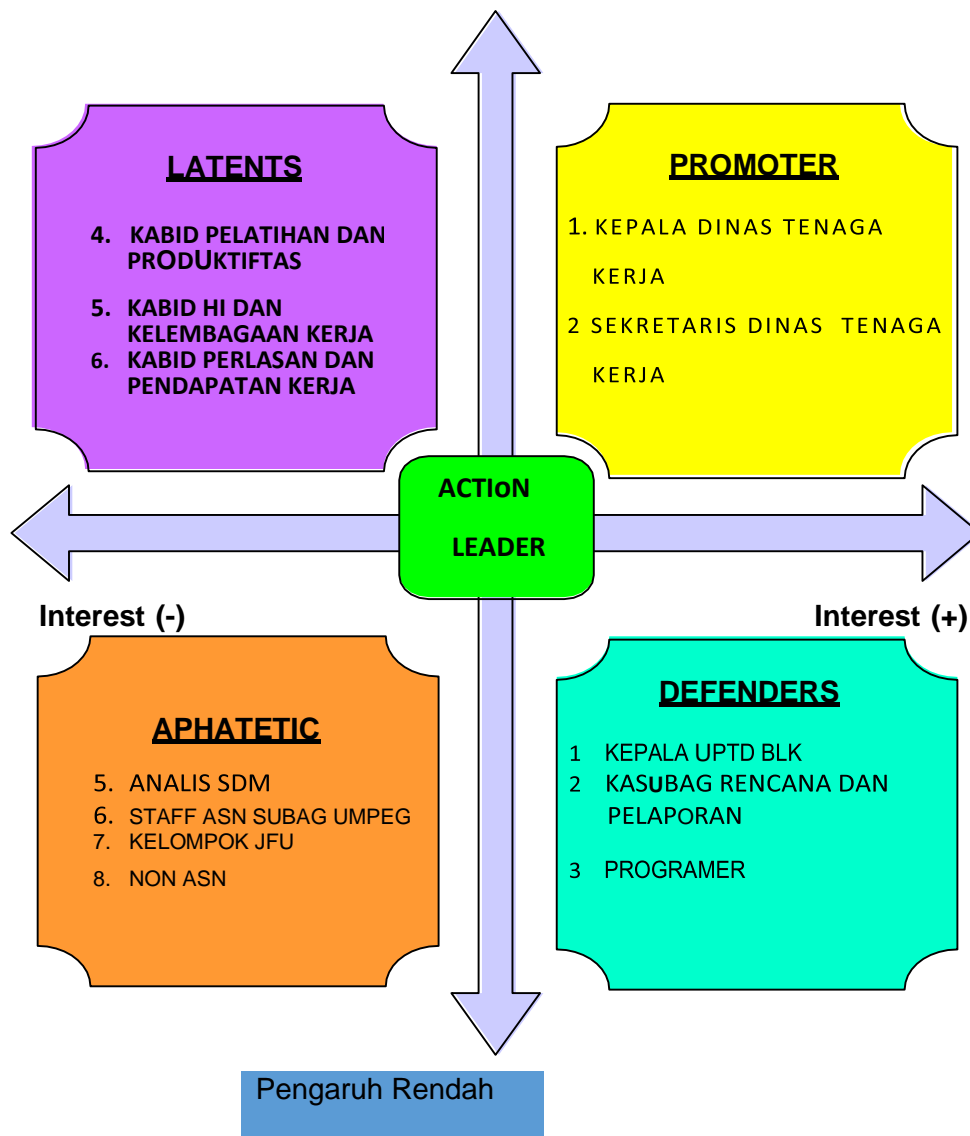 LATENTS
4. KABID PELATIHAN DAN
PRODUKTIFTAS
5. KABID HI DAN
KELEMBAGAAN KERJA
6. KABID PERLASAN DAN
PENDAPATAN KERJA
PROMOTER
1. KEPALA DINAS TENAGA
KERJA
2 SEKRETARIS DINAS TENAGA
KERJA
ACTIoN
LEADER
Interest (-)
Interest (+)
APHATETIC
5. ANALIS SDM
6. STAFF ASN SUBAG UMPEG
7. KELOMPOK JFU
8. NON ASN
DEFENDERS
1 KEPALA UPTD BLK
2 KASUBAG RENCANA DAN
PELAPORAN
3 PROGRAMER
Pengaruh Rendah